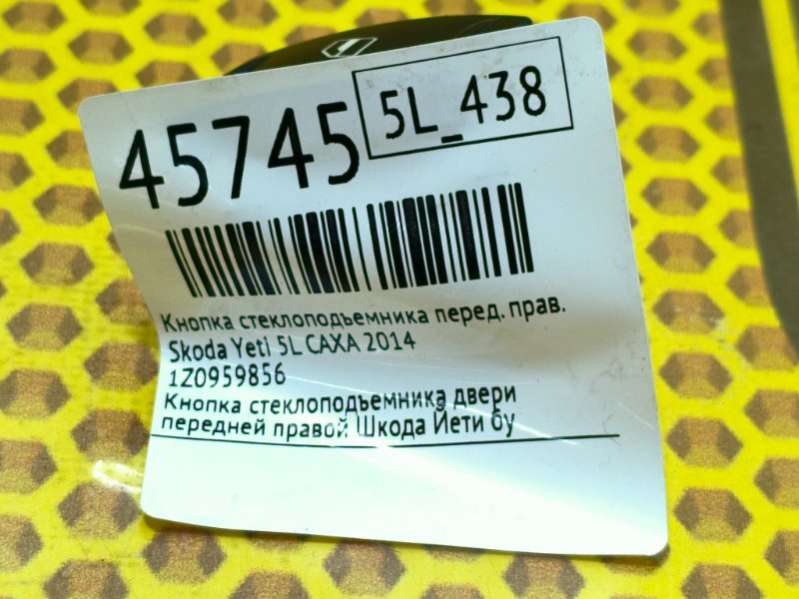 45745
5L_438
Кнопка стеклоподъемника перед. прав.
Skoda Yeti 5L CAXA 2014
1Z0959856
Кнопка стеклоподъемника двери
передней правой Шкода Йети бу